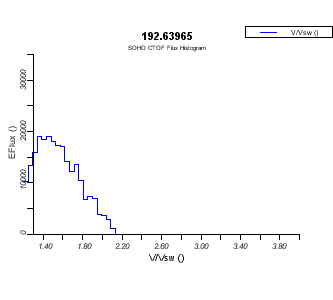 192.63965
SOHO CTOF Flux Histogram
V/Vsw ()
30000
20000
10000
0
EFlux ()
1.40 1.80 2.20 2.60 3.00 3.40 3.80
V/Vsw ()